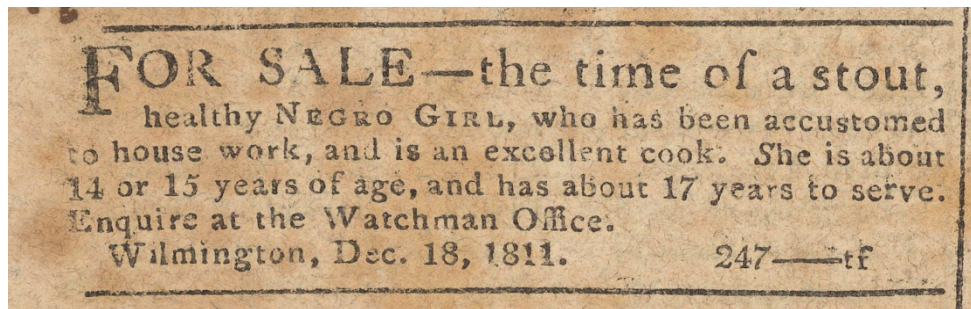 FOR SALE—the time of a stout,
healthy NEGRO GIRL, who has been accustomed
to house work, and is an excellent cook. She is about
14 or 15 years of age, and has about 17 years to serve.
Enquire at the Watchman Office.
Wilmington, Dec. 18, 1811. 247——tf